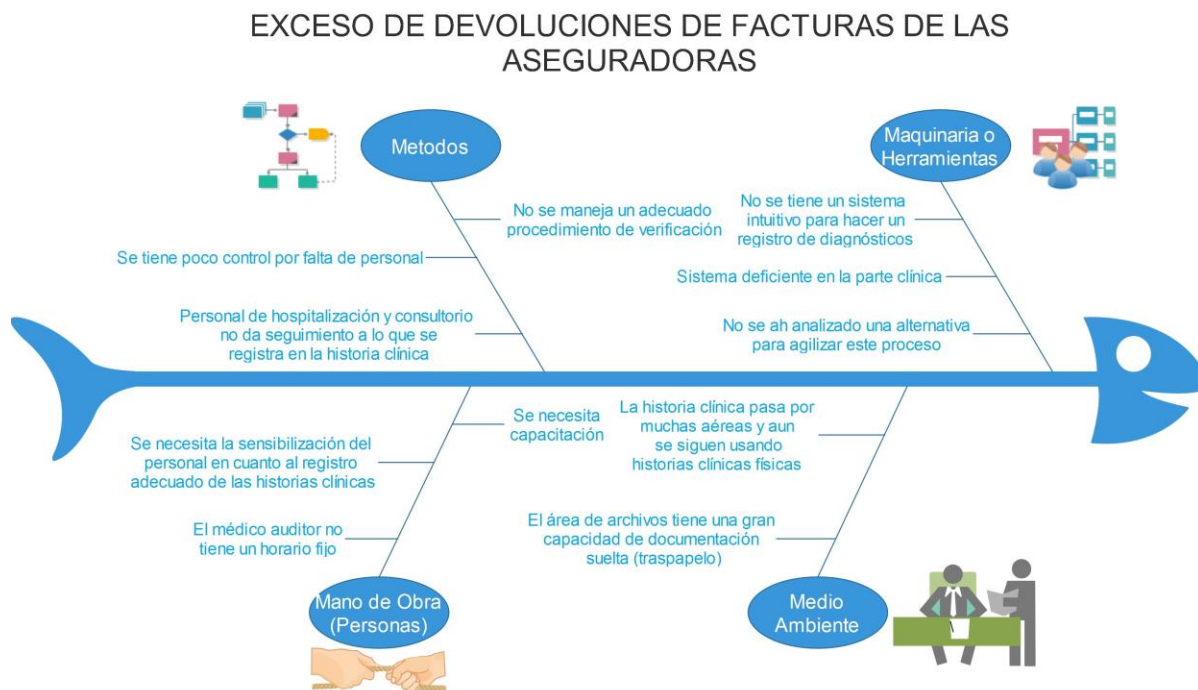 EXCESO DE DEVOLUCIONES DE FACTURAS DE LAS
ASEGURADORAS
Metodos
No se maneja un adecuado
procedimiento de verificación
Se tiene poco control por falta de personal
Personal de hospitalización y consultorio
no da seguimiento a lo que se
registra en la historia clínica
Maquinaria o
Herramientas
No se tiene un sistema
intuitivo para hacer un
registro de diagnósticos
Sistema deficiente en la parte clínica
No se ah analizado una alternativa
para agilizar este proceso
Se necesita
capacitación
Se necesita la sensibilización del
personal en cuanto al registro
adecuado de las historias clínicas
El médico auditor no
tiene un horario fijo
Mano de Obra
(Personas)
La historia clínica pasa por
muchas aéreas y aun
se siguen usando
historias clínicas físicas
El área de archivos tiene una gran
capacidad de documentación
suelta (traspapelo)
Medio
Ambiente